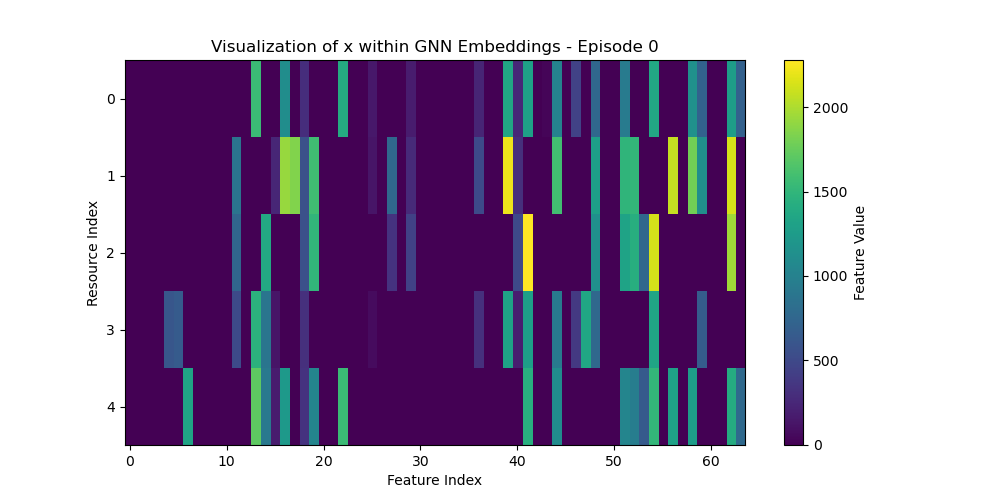 Visualization of x within GNN Embeddings - Episode 0
Resource Index
0
1
2
3
4
0 10 20 30 40 50 60
Feature Index
2000
1500
1000
500
0
Feature Value